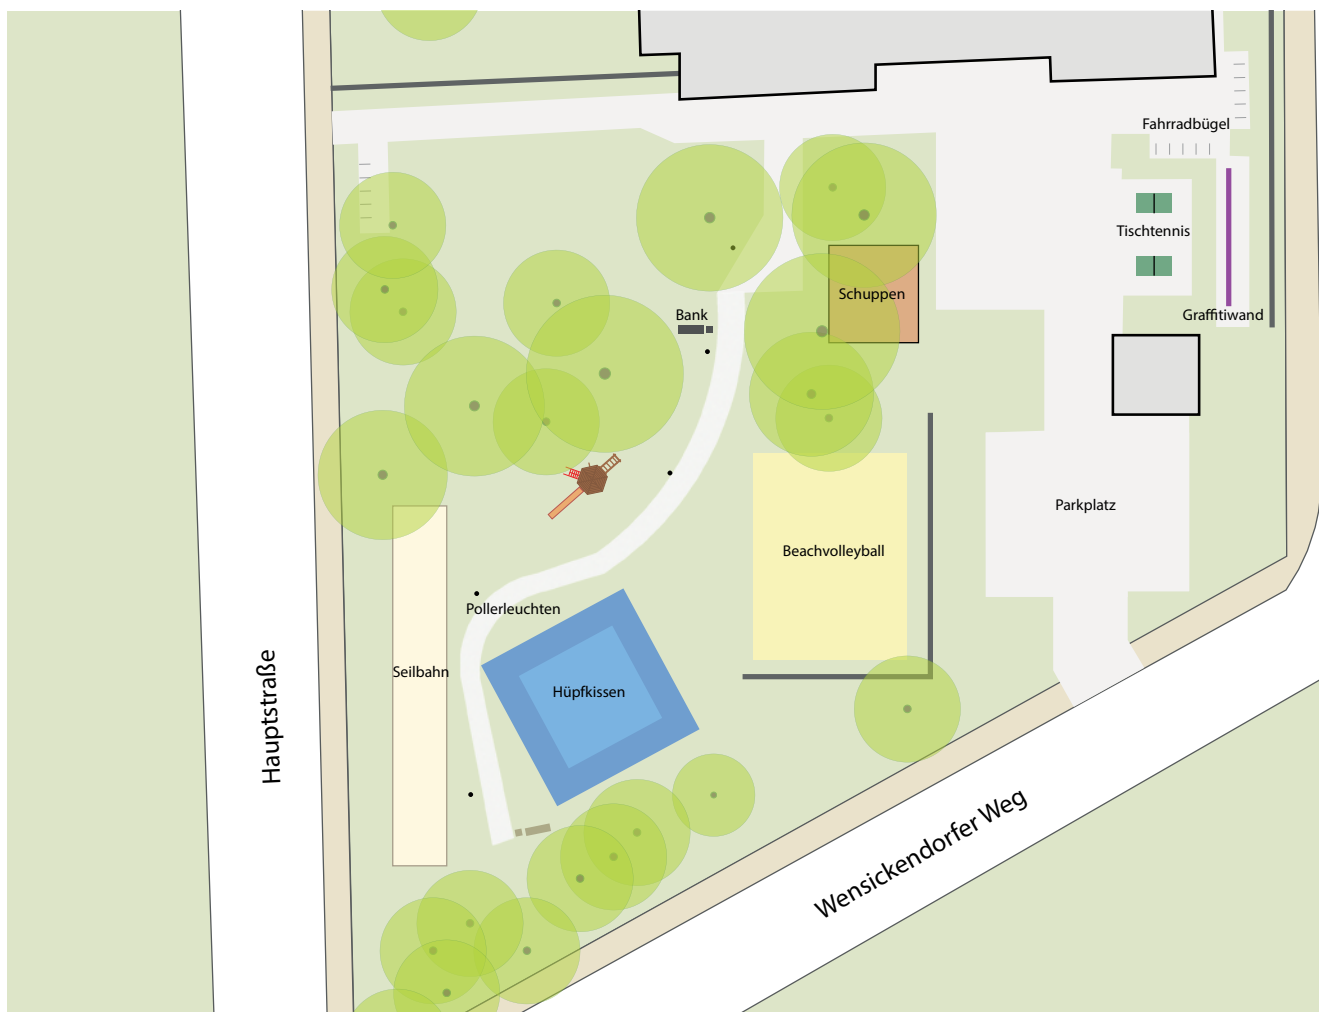 Fahrradbügel
Tischtennis
Schuppen
Bank
Graffitiwand
Parkplatz
Beachvolleyball
Pollerleuchten
Seilbahn
Hüpfkissen
Hauptstraße
Wensickendorfer Weg